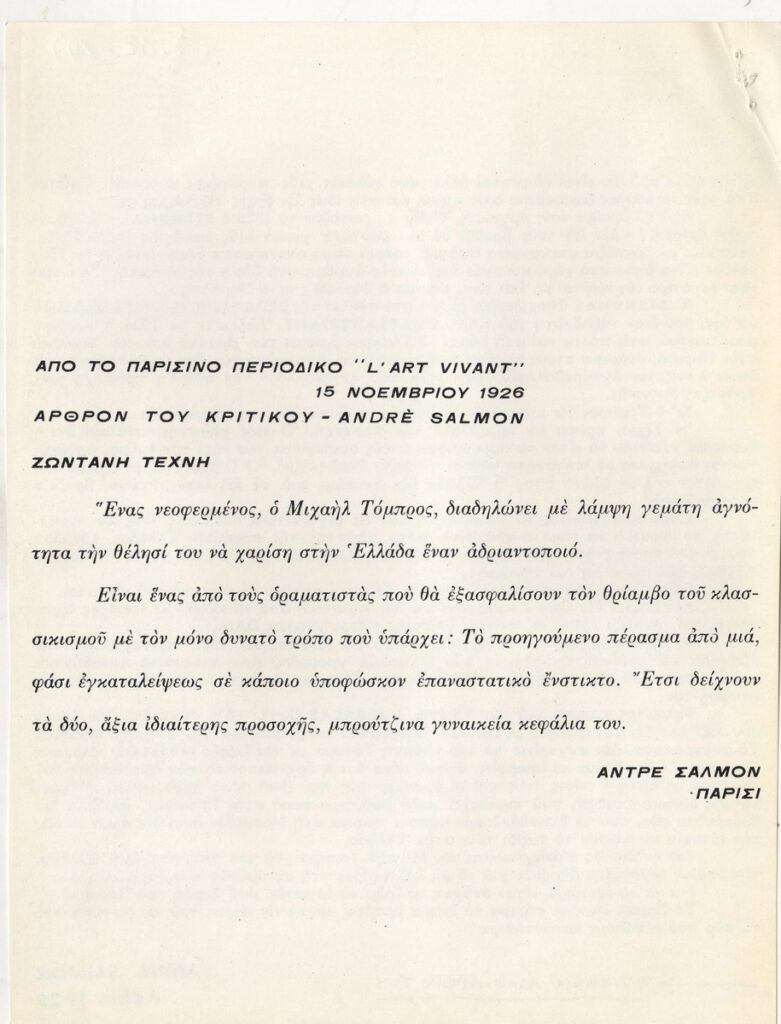 ΑΠΟ ΤΟ ΠΑΡΙΣΙΝΟ ΠΕΡΙΟΔΙΚΟ "L'ART VIVANT"
15 ΝΟΕΜΒΡΙΟΥ 1926
ΑΡΘΡΟΝ ΤΟΥ ΚΡΙΤΙΚΟΥ - ANDRÈ SALMON
ΖΩΝΤΑΝΗ ΤΕΧΝΗ
Ἕνας νεοφερμένος, ὁ Μιχαὴλ Τόμπρος, διαδηλώνει μὲ λάμψη γεμάτη ἁγνό-
τητα τὴν θέλησί του νὰ χαρίση στὴν Ἑλλάδα ἕναν ἀδριαντοποιό.
Εἶναι ἕνας ἀπὸ τοὺς ὁραματιστὰς ποὺ θὰ ἐξασφαλίσουν τὸν θρίαμβο τοῦ κλασ-
σικισμοῦ μὲ τὸν μόνο δυνατὸ τρόπο ποὺ ὑπάρχει: Τὸ προηγούμενο πέρασμα ἀπὸ μιά,
φάσι ἐγκαταλείψεως σὲ κάποιο ὑποφώσκον ἐπαναστατικὸ ἔνστικτο. Ἔτσι δείχνουν
τὰ δύο, ἄξια ἰδιαίτερης προσοχῆς, μπρούτζινα γυναικεία κεφάλια του.
ΑΝΤΡΕ ΣΑΛΜΟΝ
ΠΑΡΙΣΙ